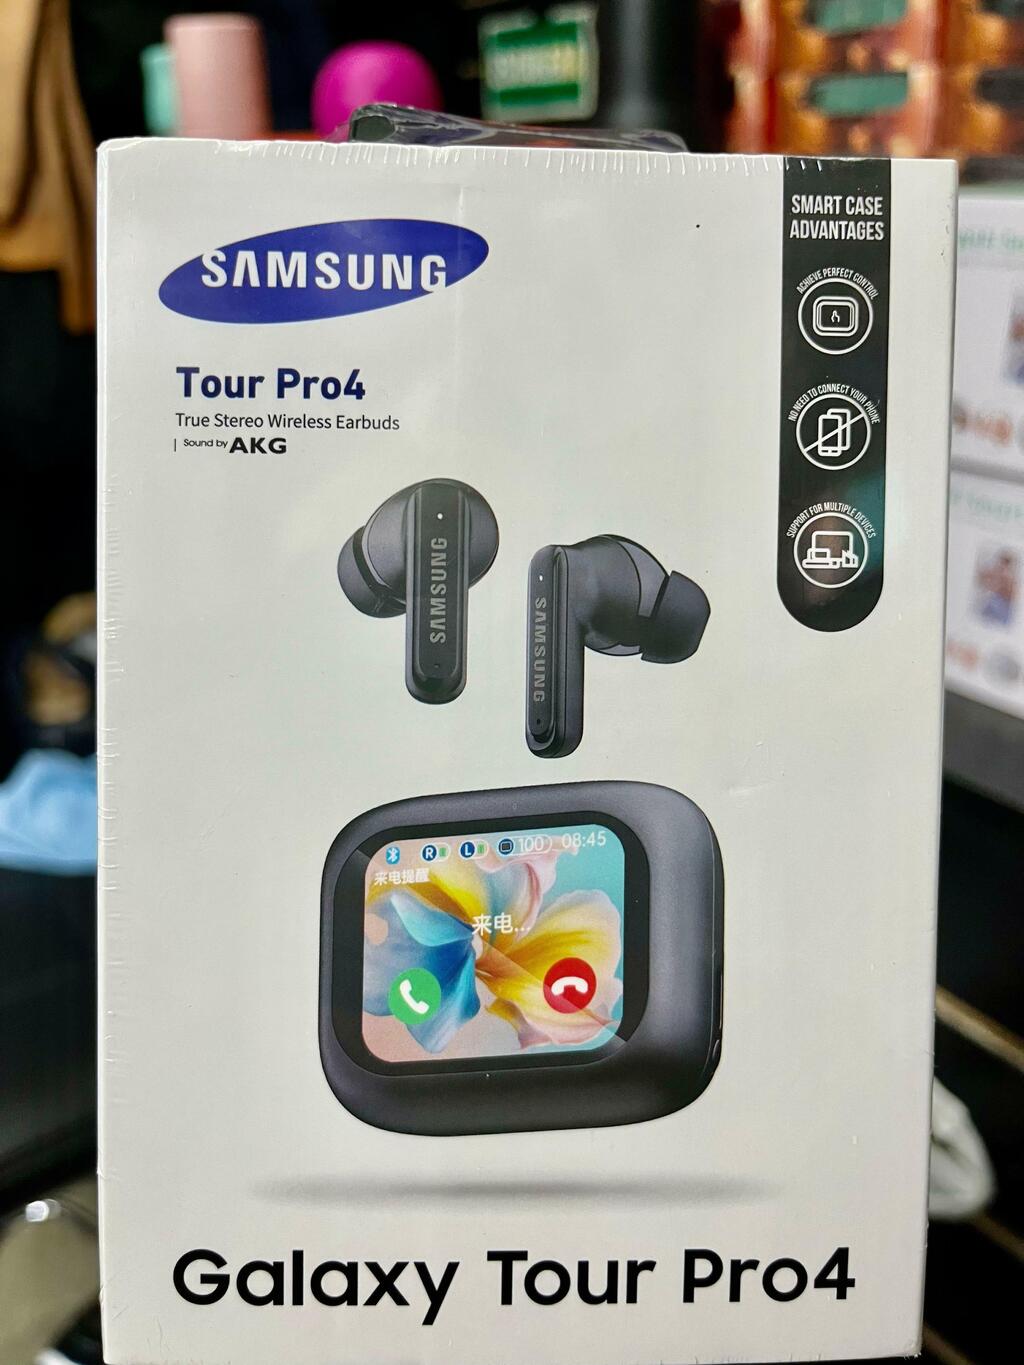 SAMSUNG
Tour Pro4
True Stereo Wireless Earbuds
Sound by AKG
SMART CASE
ADVANTAGES
ACHIEVE PERFECT CONTROL
NO NEED TO CONNECT YOUR PHONE
SUPPORT FOR MULTIPLE DEVICES
SAMSUNG
SAMSUNG
R L 100 08:45
来电提醒
来电...
Galaxy Tour Pro4